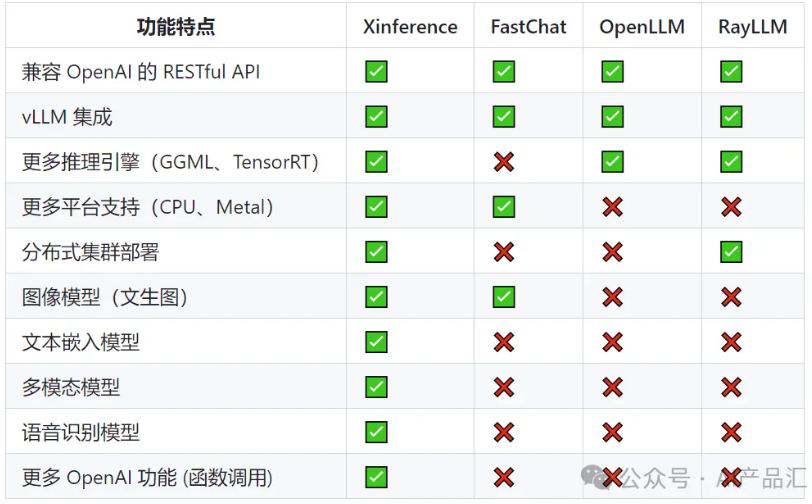 功能特点 Xinference FastChat OpenLLM RayLLM
兼容 OpenAI 的 RESTful API ✅ ✅ ✅ ✅
vLLM 集成 ✅ ✅ ✅ ✅
更多推理引擎（GGML、TensorRT） ✅ ❌ ✅ ✅
更多平台支持（CPU、Metal） ✅ ✅ ❌ ❌
分布式集群部署 ✅ ❌ ❌ ✅
图像模型（文生图） ✅ ✅ ❌ ❌
文本嵌入模型 ✅ ❌ ❌ ❌
多模态模型 ✅ ❌ ❌ ❌
语音识别模型 ✅ ❌ ❌ ❌
更多 OpenAI 功能 (函数调用) ✅ ❌ ❌ ❌
公众号 · AI产品汇